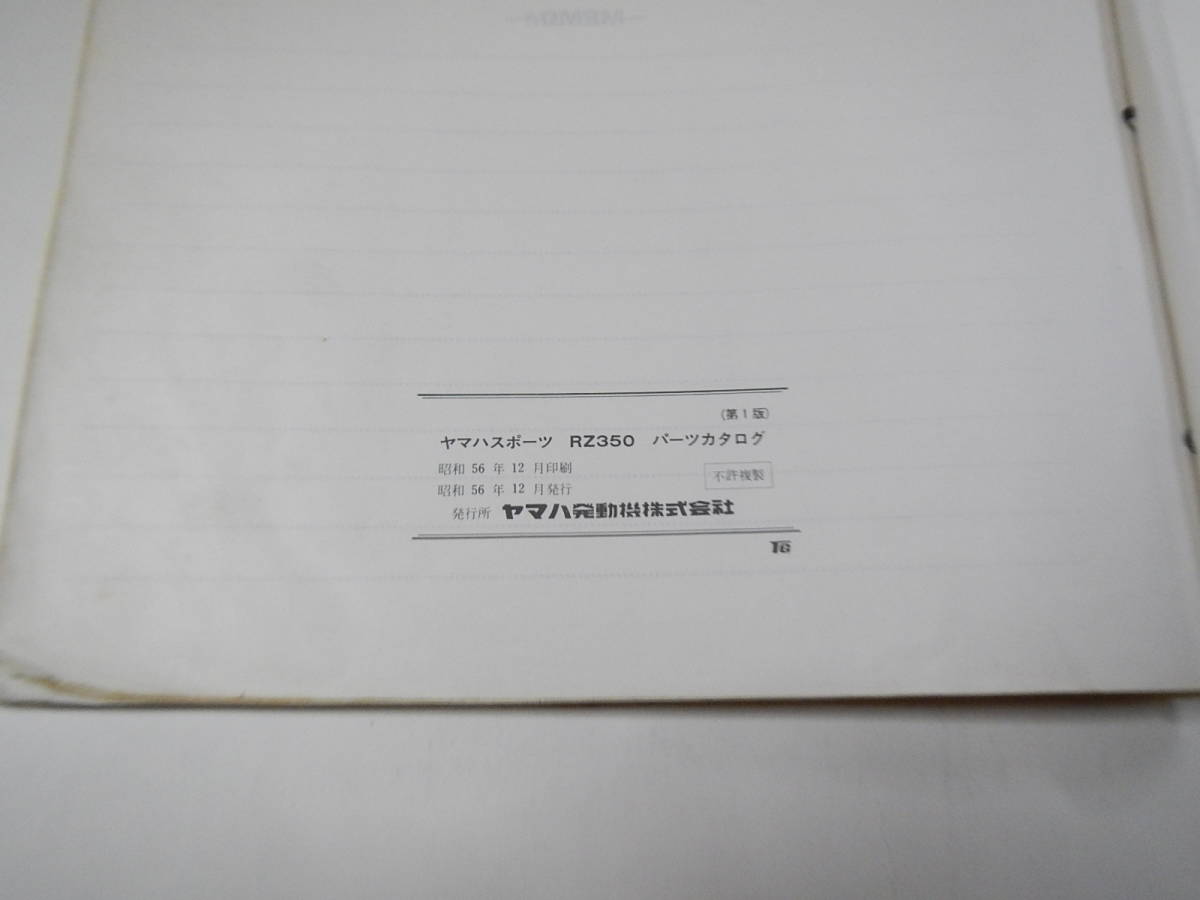 (第1版)
ヤマハスポーツ RZ350 パーツカタログ
昭和 56 年 12 月印刷
昭和 56 年 12 月発行
不許複製
発行所 ヤマハ発動機株式会社